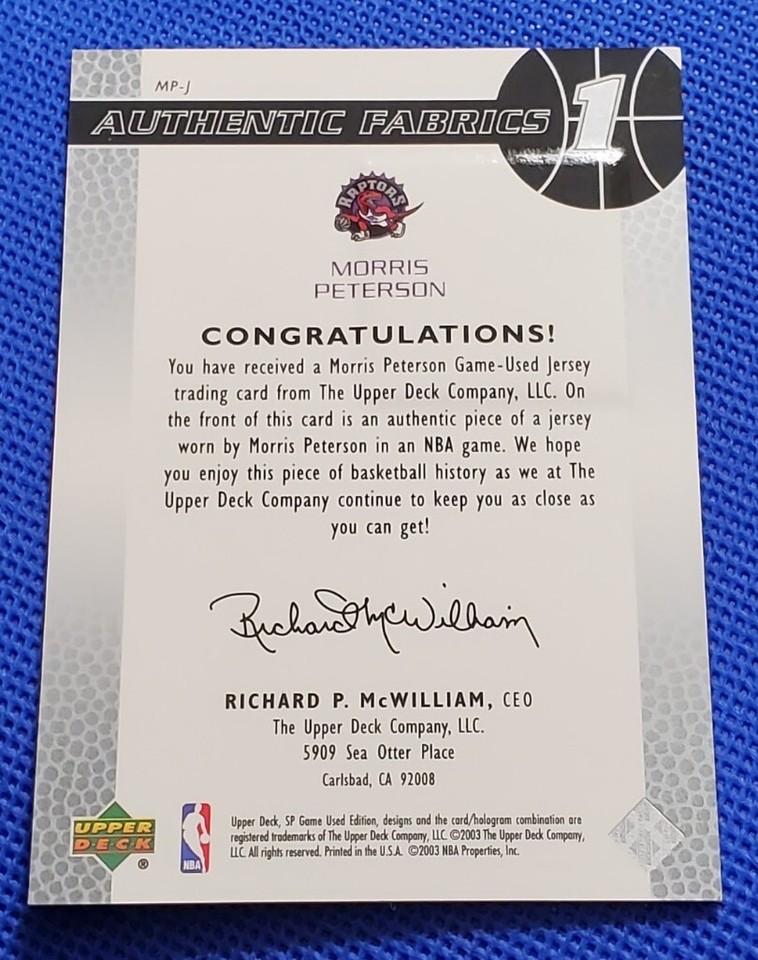 MP-J
AUTHENTIC FABRICS 1
RAPTORS
MORRIS
PETERSON
CONGRATULATIONS!
You have received a Morris Peterson Game-Used Jersey
trading card from The Upper Deck Company, LLC. On
the front of this card is an authentic piece of a jersey
worn by Morris Peterson in an NBA game. We hope
you enjoy this piece of basketball history as we at The
Upper Deck Company continue to keep you as close as
you can get!
Richard McWilliam
RICHARD P. McWILLIAM, CEO
The Upper Deck Company, LLC.
5909 Sea Otter Place
Carlsbad, CA 92008
UPPER
DECK
®
NBA
Upper Deck, SP Game Used Edition, designs and the card/hologram combination are
registered trademarks of The Upper Deck Company, LLC. ©2003 The Upper Deck Company,
LLC. All rights reserved. Printed in the U.S.A. ©2003 NBA Properties, Inc.